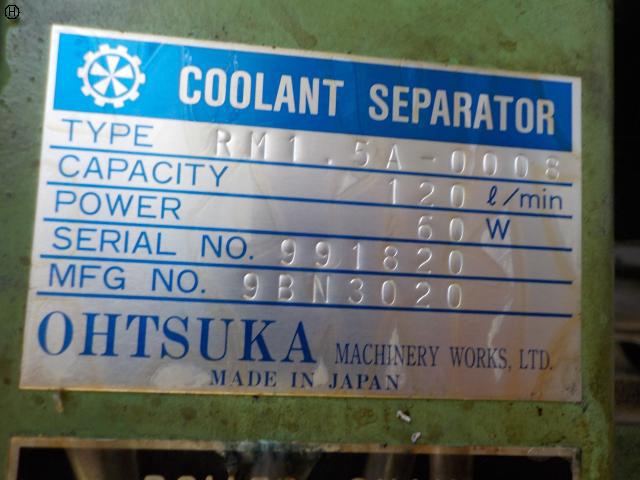 H
COOLANT SEPARATOR
TYPE RM1.5A-0008
CAPACITY 120 ℓ/min
POWER 60 W
SERIAL NO. 991820
MFG NO. 9BN3020
OHTSUKA MACHINERY WORKS, LTD.
MADE IN JAPAN